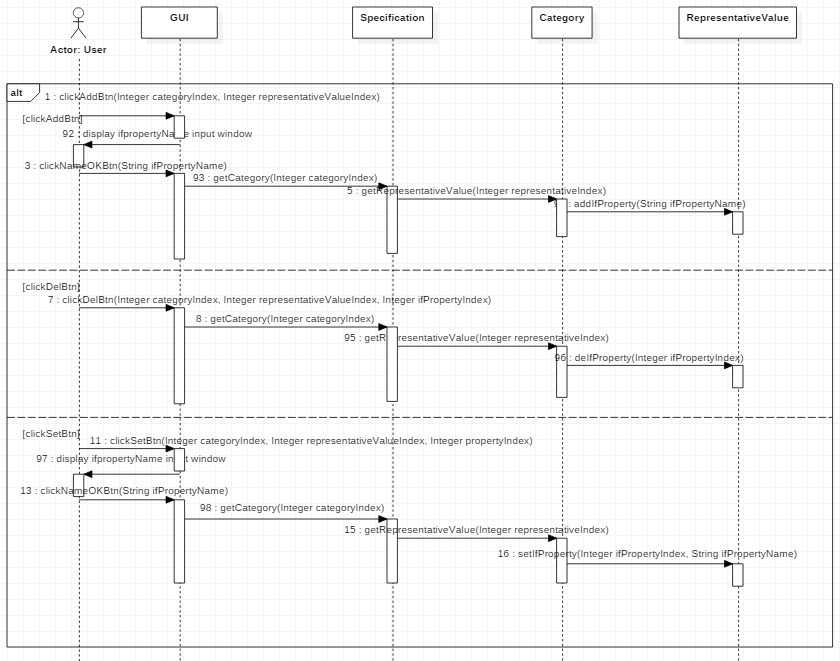 GUI
Specification
Category
RepresentativeValue
Actor: User
alt
1 : clickAddBtn(Integer categoryIndex, Integer representativeValueIndex)
[clickAddBtn]
92 : display ifpropertyName input window
3 : clickNameOKBtn(String ifPropertyName)
93 : getCategory(Integer categoryIndex)
5 : getRepresentativeValue(Integer representativeIndex)
: addIfProperty(String ifPropertyName)
[clickDelBtn]
7 : clickDelBtn(Integer categoryIndex, Integer representativeValueIndex, Integer ifPropertyIndex)
8 : getCategory(Integer categoryIndex)
95 : getRepresentativeValue(Integer representativeIndex)
96 : delfProperty(Integer ifPropertyIndex)
[clickSetBtn]
11 : clickSetBtn(Integer categoryIndex, Integer representativeValueIndex, Integer propertyIndex)
97 : display ifpropertyName input window
13 : clickNameOKBtn(String ifPropertyName)
98 : getCategory(Integer categoryIndex)
15 : getRepresentativeValue(Integer representativeIndex)
16 : setIfProperty(Integer ifPropertyIndex, String ifPropertyName)